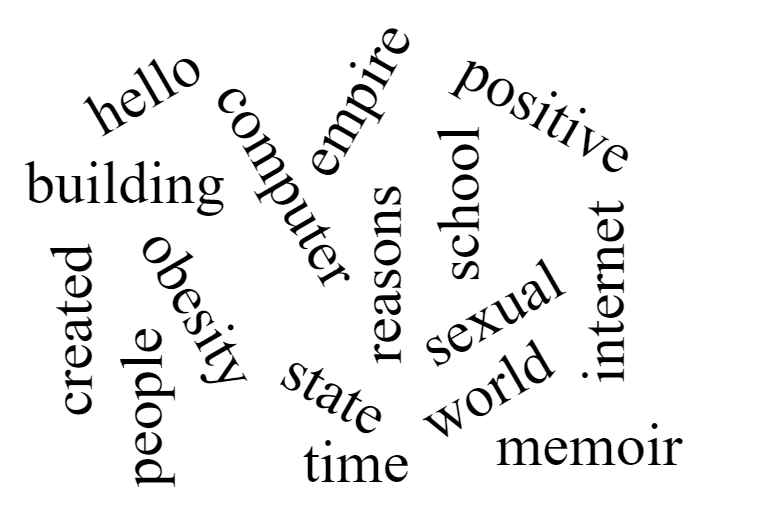 hello
computer
empire
positive
building
school
reasons
internet
created
obesity
sexual
people
state
world
time
memoir